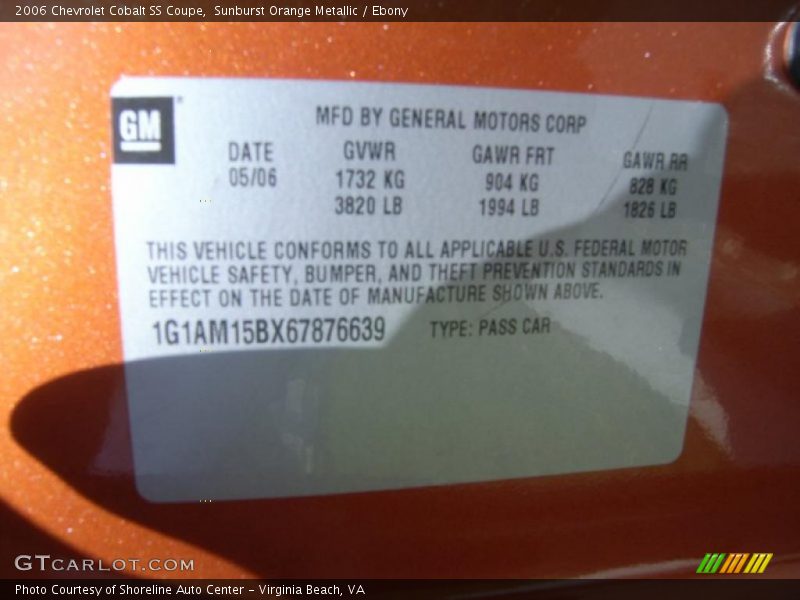 2006 Chevrolet Cobalt SS Coupe,  Sunburst Orange Metallic / Ebony
GM
MFD BY GENERAL MOTORS CORP
DATE GVWR GAWR FRT GAWR RR
05/06 1732 KG 904 KG 828 KG
3820 LB 1994 LB 1826 LB
THIS VEHICLE CONFORMS TO ALL APPLICABLE U.S. FEDERAL MOTOR
VEHICLE SAFETY, BUMPER, AND THEFT PREVENTION STANDARDS IN
EFFECT ON THE DATE OF MANUFACTURE SHOWN ABOVE.
1G1AM15BX67876639 TYPE: PASS CAR
GTCARLOT.COM
Photo Courtesy of Shoreline Auto Center - Virginia Beach, VA